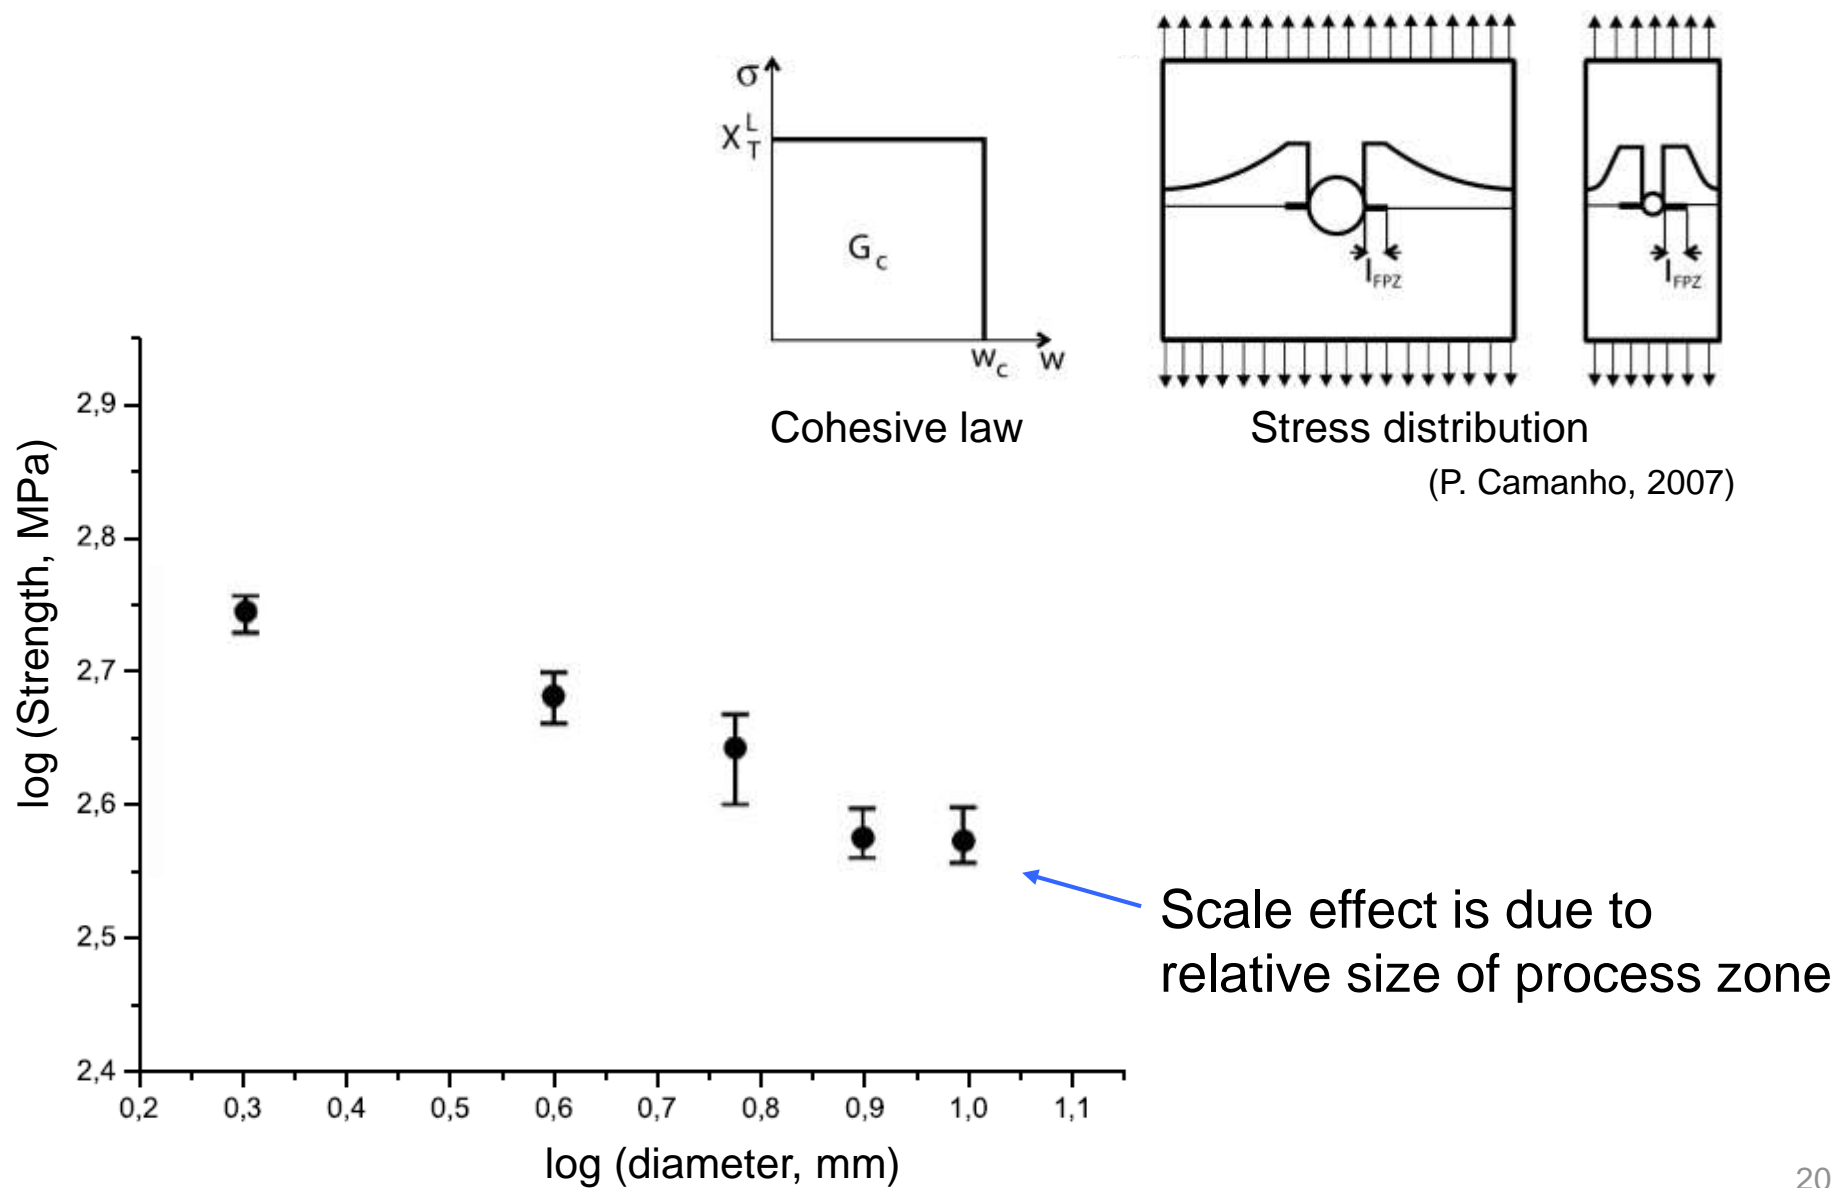 σ
X_T^L
G_c
w_c
w
Cohesive law
l_FPZ
l_FPZ
Stress distribution
(P. Camanho, 2007)
log (Strength, MPa)
2,9
2,8
2,7
2,6
2,5
2,4
0,2 0,3 0,4 0,5 0,6 0,7 0,8 0,9 1,0 1,1
log (diameter, mm)
Scale effect is due to
relative size of process zone
20